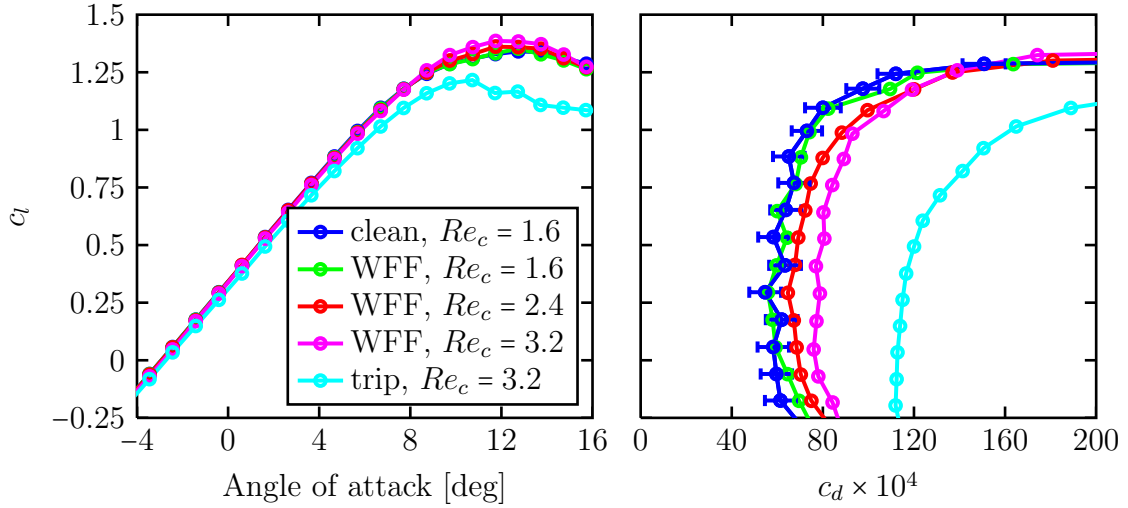 1.5
1.25
1
0.75
0.5
0.25
0
−0.25
c_l
−4
0
4
8
12
16
Angle of attack [deg]
clean, Re_c = 1.6
WFF, Re_c = 1.6
WFF, Re_c = 2.4
WFF, Re_c = 3.2
trip, Re_c = 3.2
0
40
80
120
160
200
c_d × 10^4